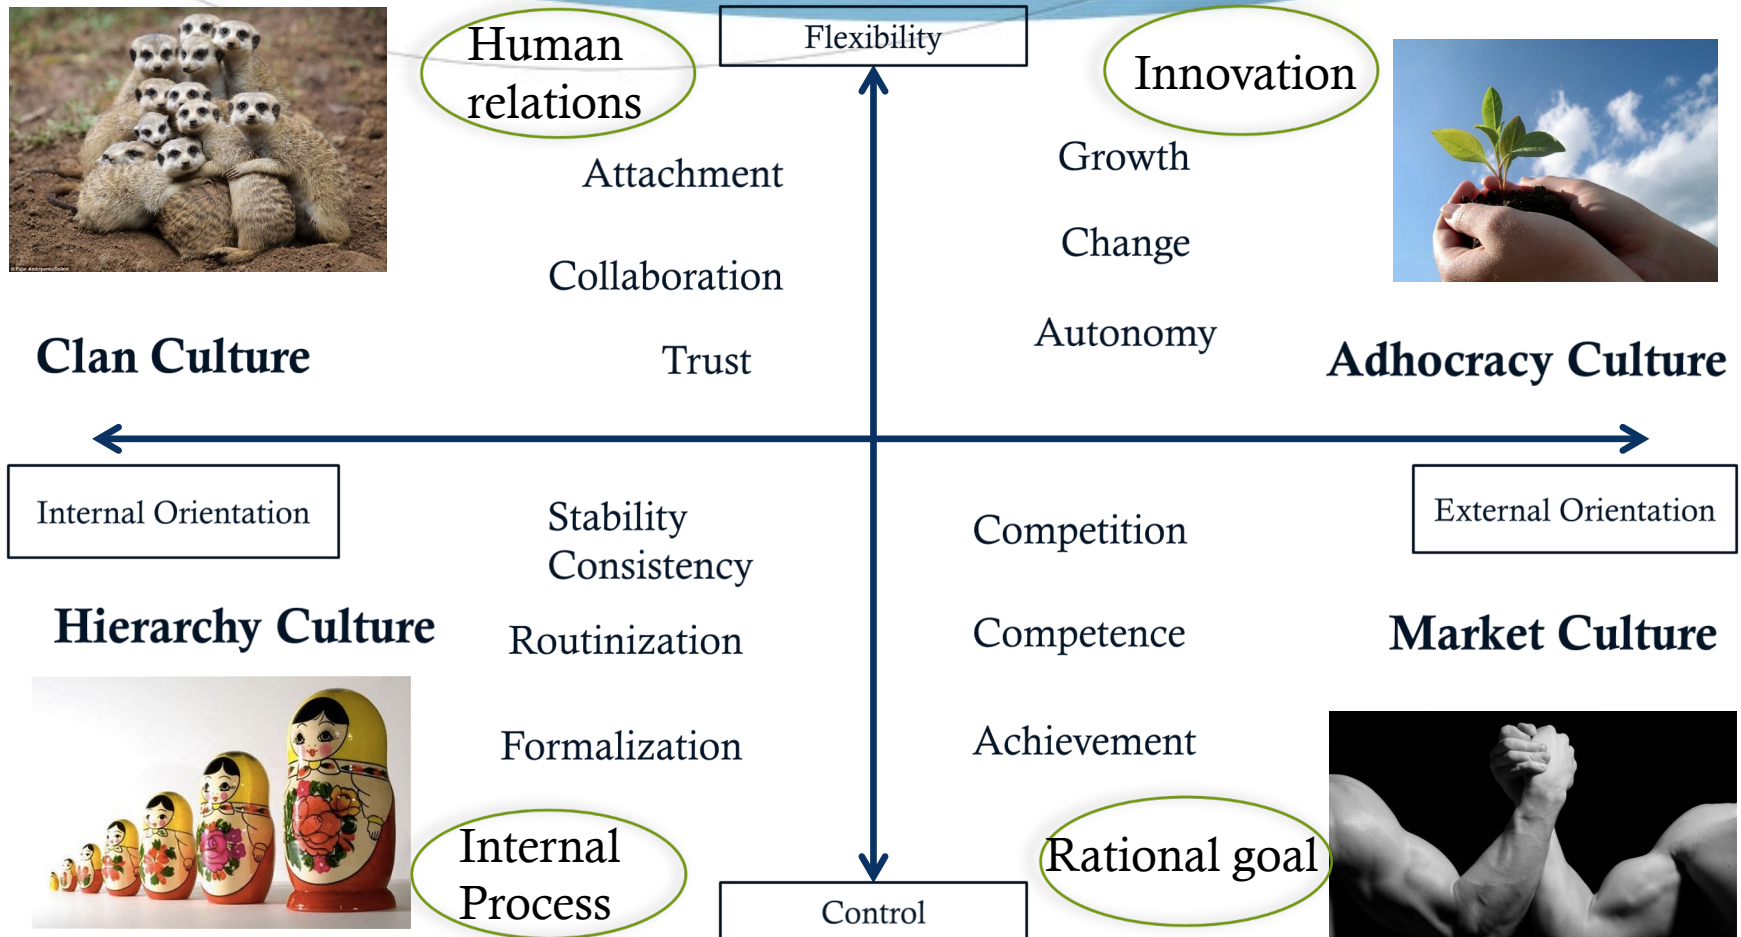 Human
relations
Flexibility
Innovation
Attachment
Growth
Collaboration
Change
Trust
Autonomy
Clan Culture
Adhocracy Culture
Internal Orientation
External Orientation
Stability
Consistency
Competition
Hierarchy Culture
Routinization
Competence
Market Culture
Formalization
Achievement
Internal
Process
Rational goal
Control